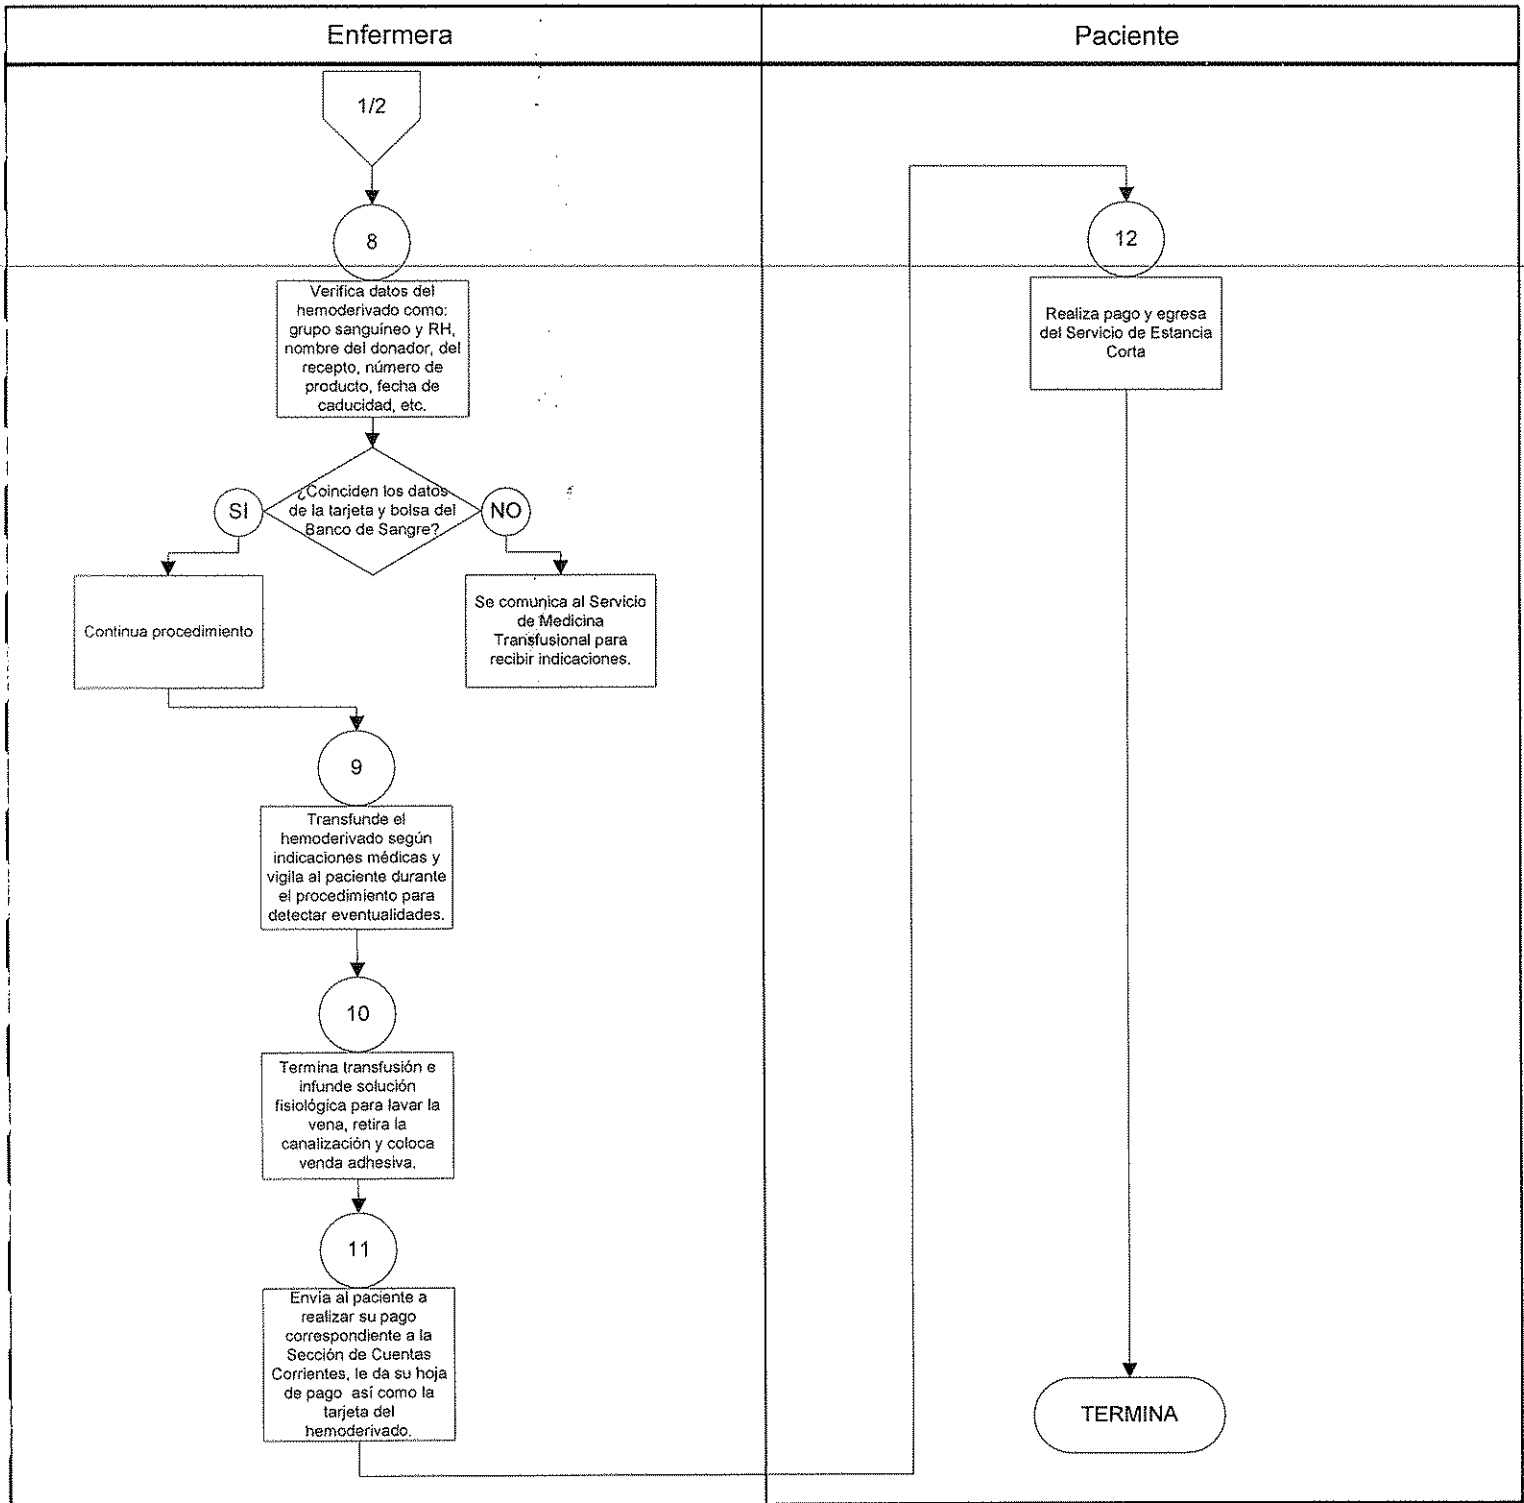 Enfermera
Paciente
1/2
8
Verifica datos del
hemoderivado como:
grupo sanguíneo y RH,
nombre del donador, del
recepto, número de
producto, fecha de
caducidad, etc.
¿Coinciden los datos
de la tarjeta y bolsa del
Banco de Sangre?
SI
NO
Continua procedimiento
Se comunica al Servicio
de Medicina
Transfusional para
recibir indicaciones.
9
Transfunde el
hemoderivado según
indicaciones médicas y
vigila al paciente durante
el procedimiento para
detectar eventualidades.
10
Termina transfusión e
infunde solución
fisiológica para lavar la
vena, retira la
canalización y coloca
venda adhesiva.
11
Envía al paciente a
realizar su pago
correspondiente a la
Sección de Cuentas
Corrientes, le da su hoja
de pago así como la
tarjeta del
hemoderivado.
12
Realiza pago y egresa
del Servicio de Estancia
Corta
TERMINA